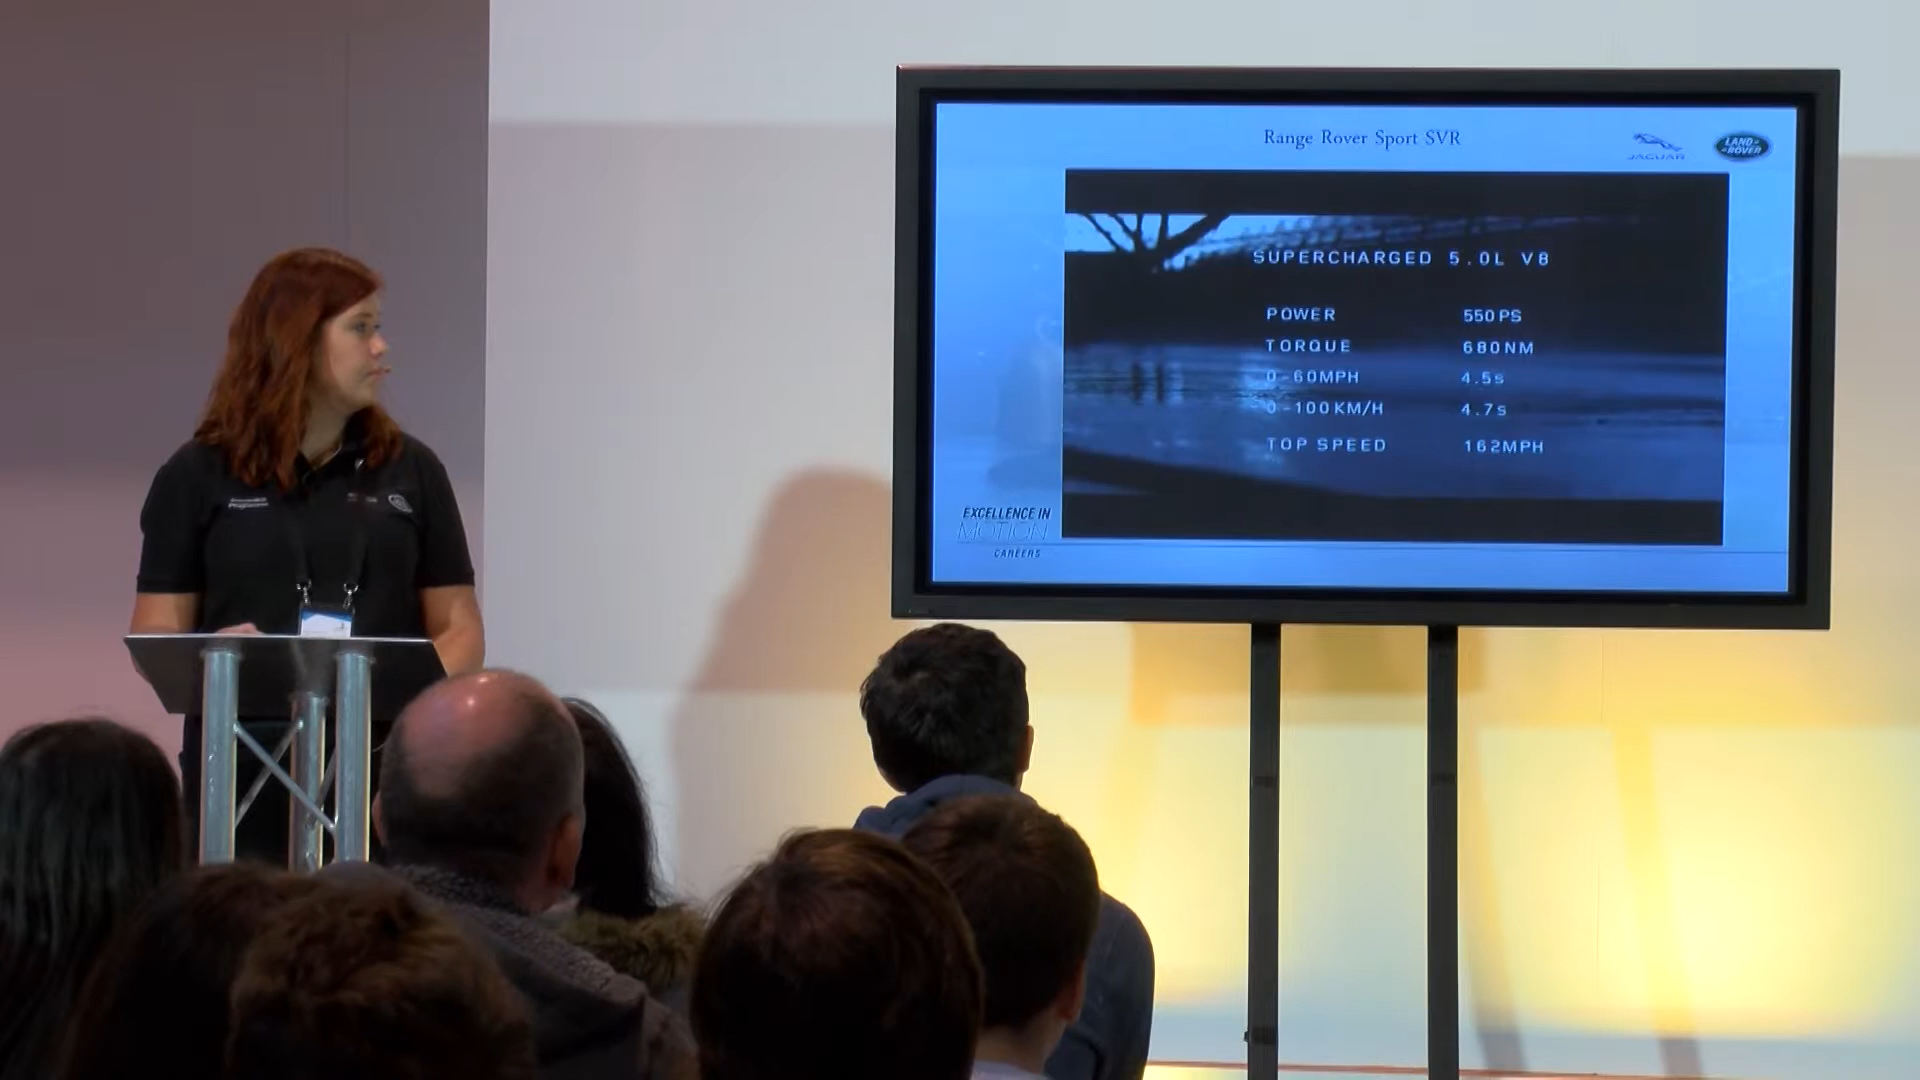 Range Rover Sport SVR
JAGUAR
LAND-
-ROVER
SUPERCHARGED 5.0L V8
POWER 550PS
TORQUE 680NM
0-60MPH 4.5s
0-100KM/H 4.7s
TOP SPEED 162MPH
EXCELLENCE IN
MOTION
CAREERS